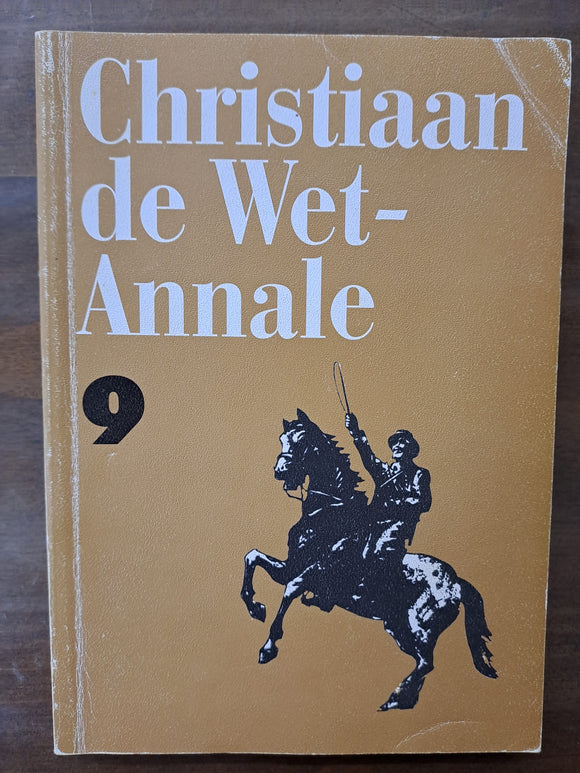 Christiaan
de Wet-
Annale
9